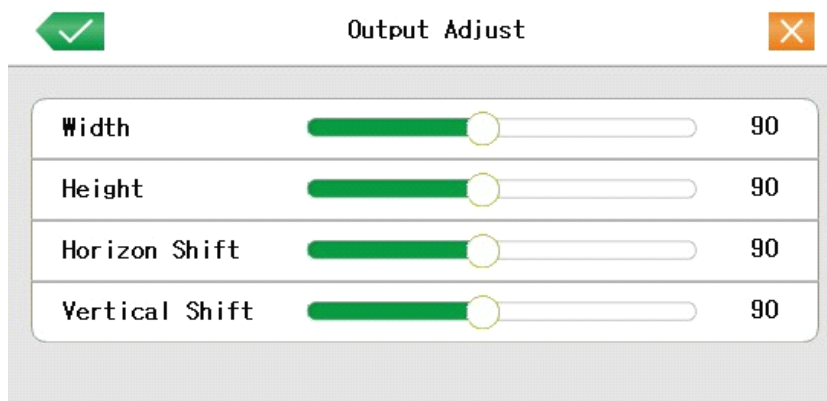 Output Adjust
Width 90
Height 90
Horizon Shift 90
Vertical Shift 90